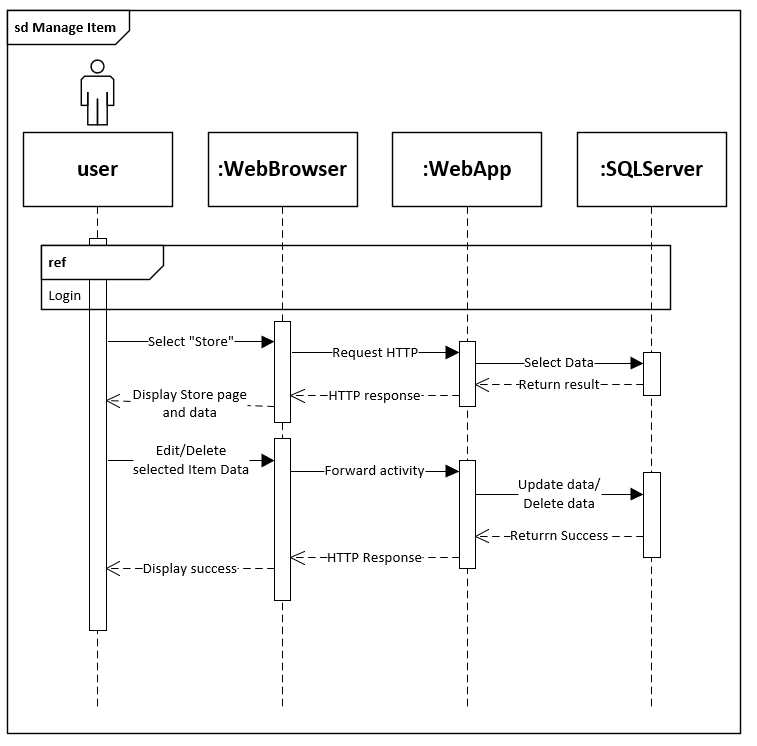 sd Manage Item
user
:WebBrowser
:WebApp
:SQLServer
ref
Login
Select "Store"
Request HTTP
Select Data
Return result
HTTP response
Display Store page
and data
Edit/Delete
selected Item Data
Forward activity
Update data/
Delete data
Returrn Success
HTTP Response
Display success